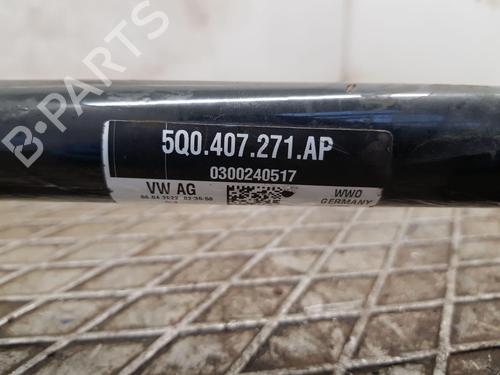 B-PARTS
5Q0.407.271.AP
0300240517
VW AG
WWO
GERMANY